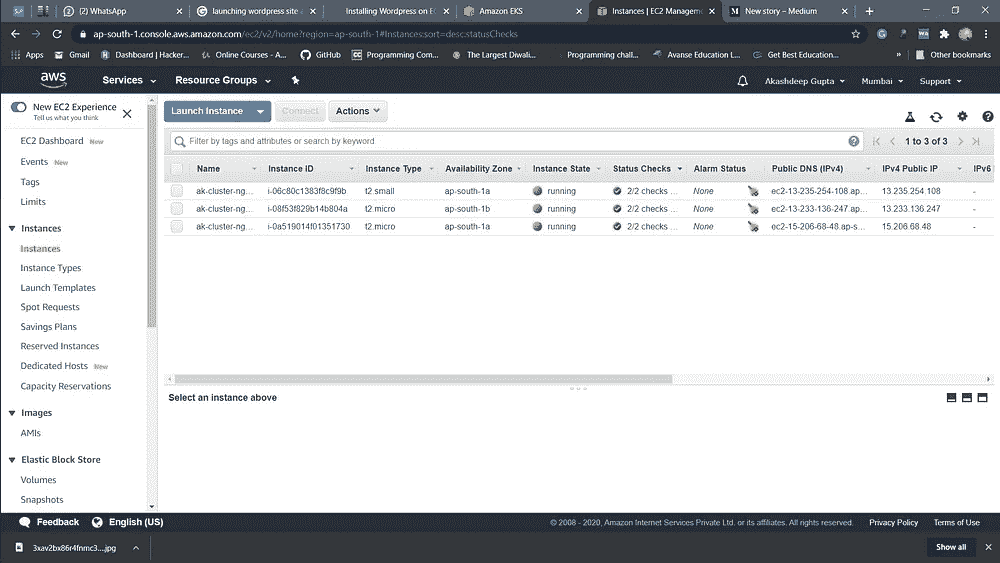 (2) WhatsApp
launching wordpress site
Installing Wordpress on EC
Amazon EKS
Instances | EC2 Management
New story – Medium
ap-south-1.console.aws.amazon.com/ec2/v2/home?region=ap-south-1#Instances:sort=desc:statusChecks
Apps Gmail Dashboard | Hacker... Online Courses - A... GitHub Programming Com... The Largest Diwali... Programming chall... Avanse Education L... Get Best Education... » Other bookmarks
aws Services Resource Groups Akashdeep Gupta Mumbai Support
New EC2 Experience
Tell us what you think
Launch Instance Connect Actions
Filter by tags and attributes or search by keyword 1 to 3 of 3
Name Instance ID Instance Type Availability Zone Instance State Status Checks Alarm Status Public DNS (IPv4) IPv4 Public IP IPv6
ak-cluster-ng... i-06c80c1383f8c9f9b t2.small ap-south-1a running 2/2 checks ... None ec2-13-235-254-108.ap... 13.235.254.108 -
ak-cluster-ng... i-08f53f829b14b804a t2.micro ap-south-1b running 2/2 checks ... None ec2-13-233-136-247.ap... 13.233.136.247 -
ak-cluster-ng... i-0a519014f01351730 t2.micro ap-south-1a running 2/2 checks ... None ec2-15-206-68-48.ap-s... 15.206.68.48 -
EC2 Dashboard New
Events New
Tags
Limits
Instances
Instances
Instance Types
Launch Templates
Spot Requests
Savings Plans
Reserved Instances
Dedicated Hosts New
Capacity Reservations
Images
AMIs
Elastic Block Store
Volumes
Snapshots
Select an instance above
Feedback English (US) © 2008 - 2020, Amazon Internet Services Private Ltd. or its affiliates. All rights reserved. Privacy Policy Terms of Use
3xav2bx86r4fnmc3....jpg Show all